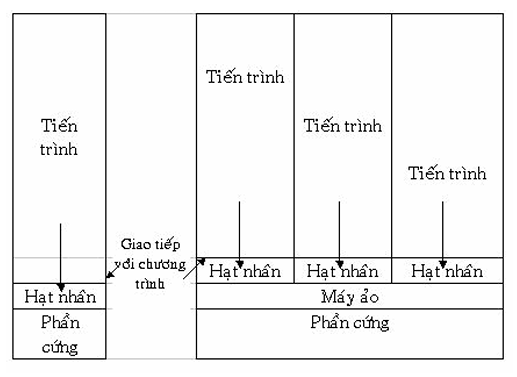 Tiến
trình
Giao tiếp
với chương
trình
Hạt nhân
Phần
cứng
Tiến trình
Tiến trình
Tiến trình
Hạt nhân
Hạt nhân
Hạt nhân
Máy ảo
Phần cứng